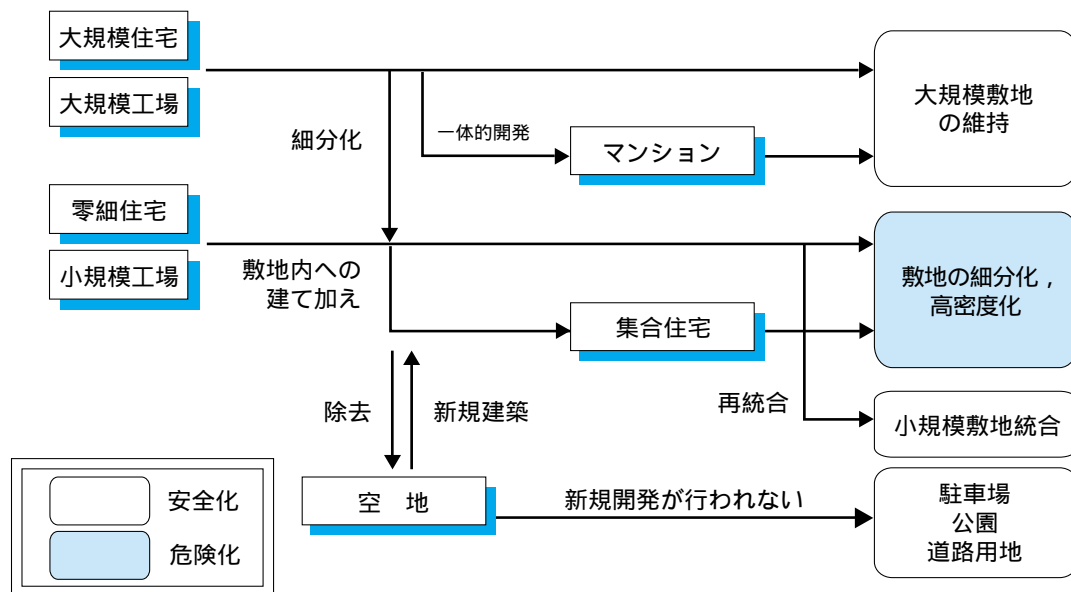 大規模住宅
大規模工場
細分化
一体的開発
マンション
大規模敷地
の維持
零細住宅
小規模工場
敷地内への
建て加え
集合住宅
敷地の細分化，
高密度化
除去
新規建築
再統合
小規模敷地統合
空　地
新規開発が行われない
駐車場
公園
道路用地
安全化
危険化